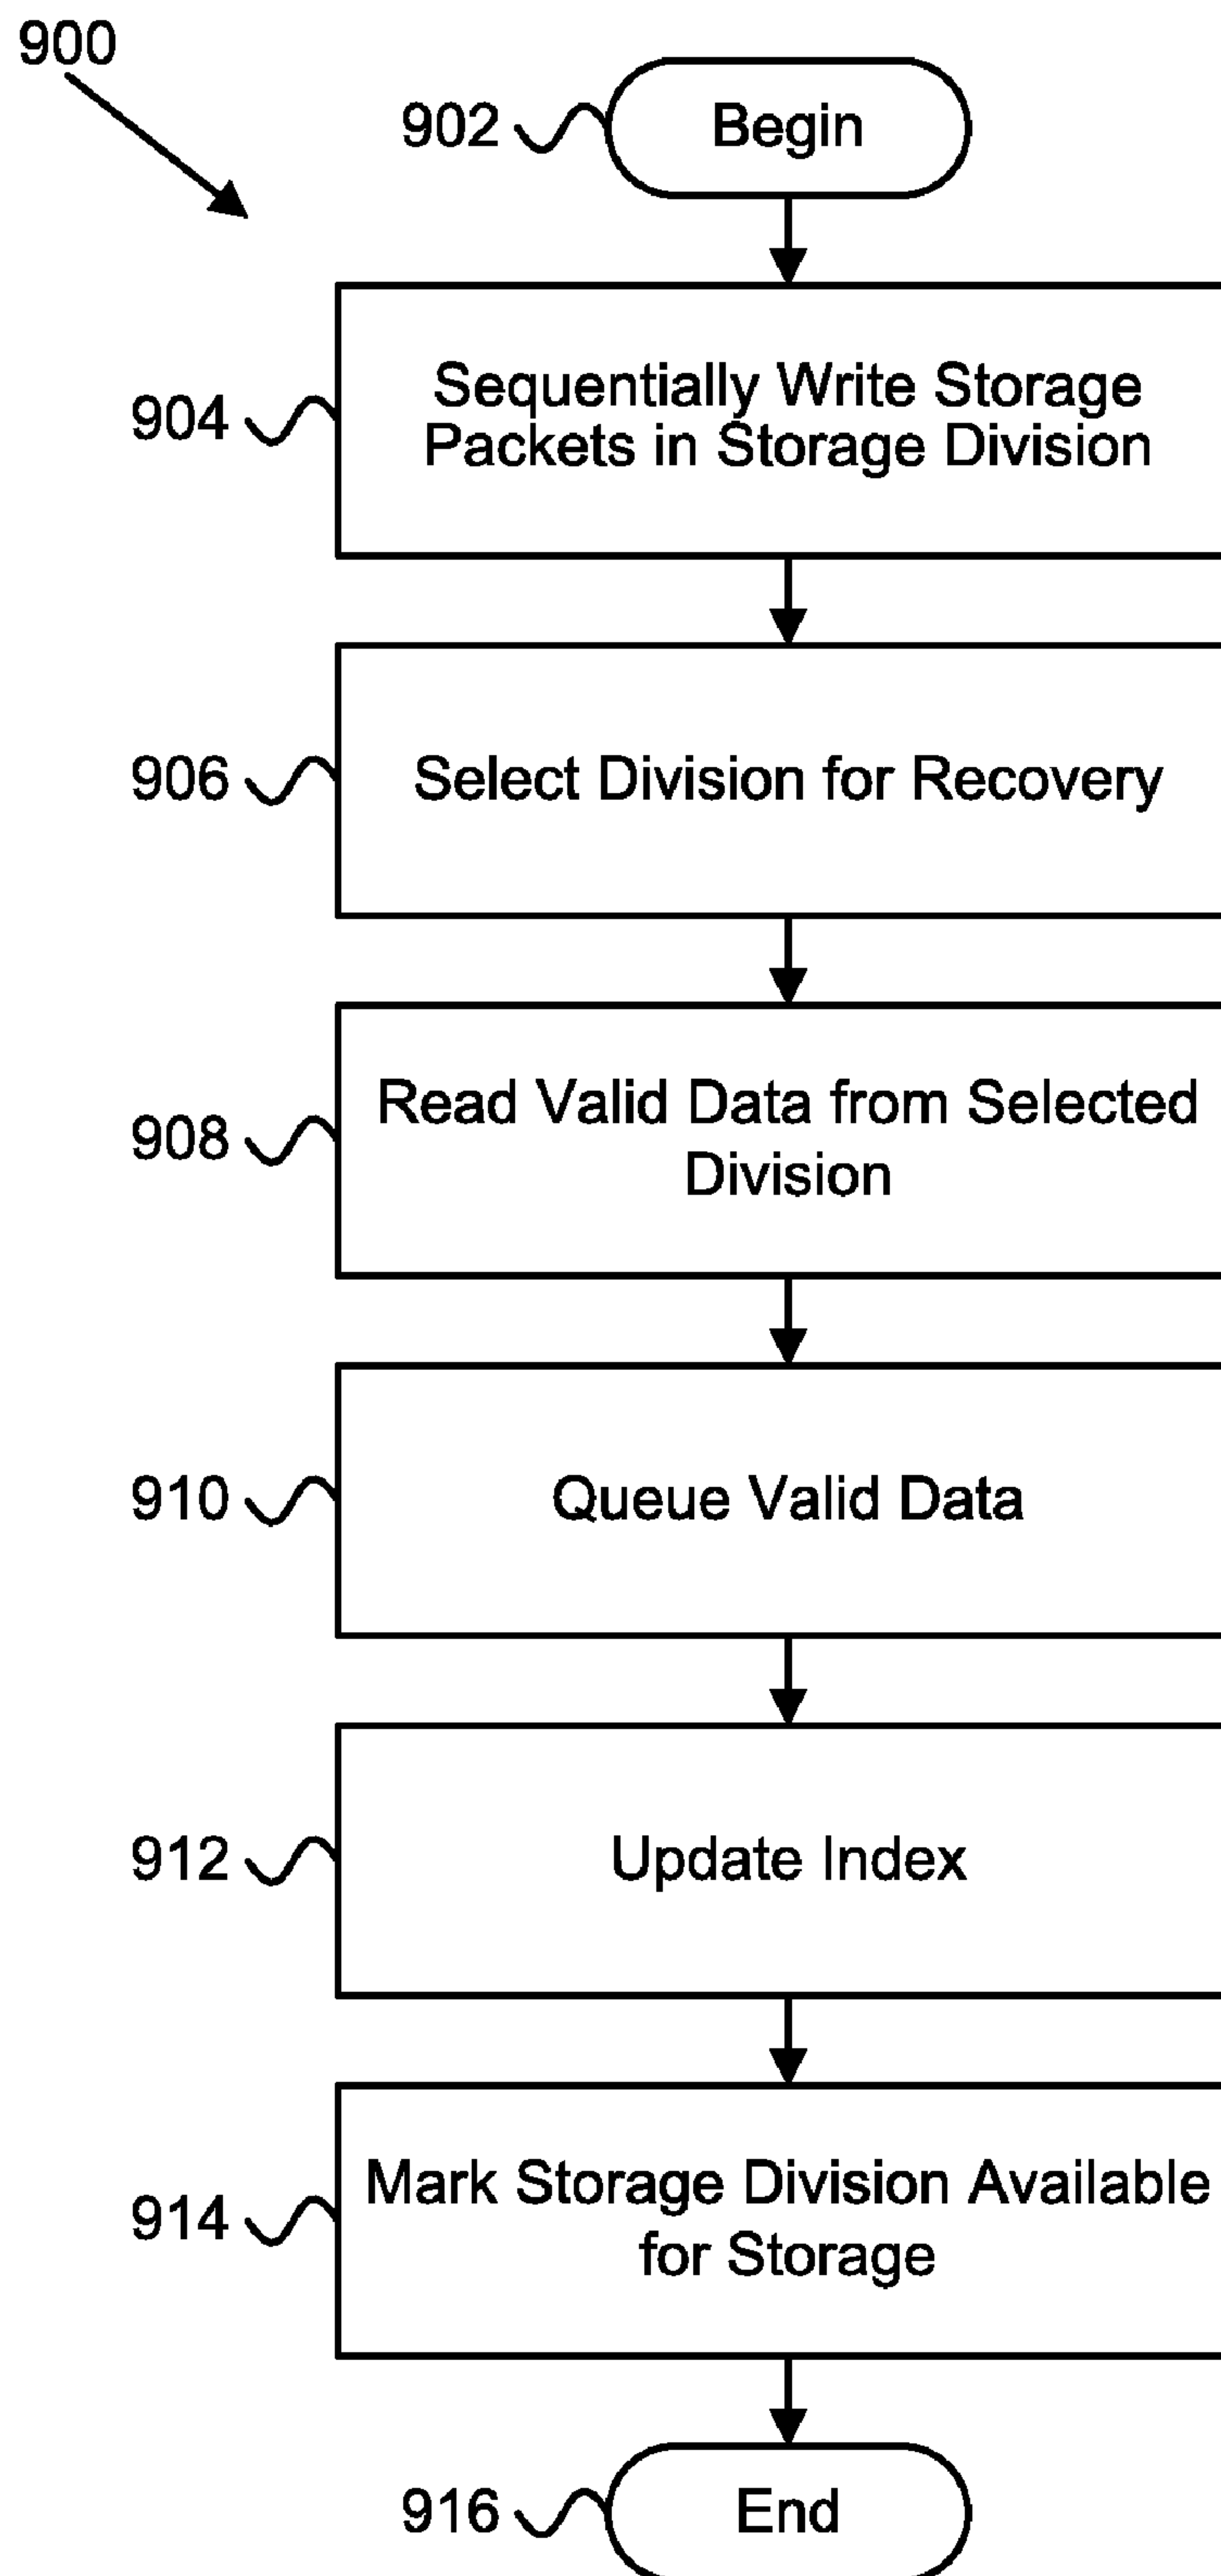 900
902
Begin
904
Sequentially Write Storage
Packets in Storage Division
906
Select Division for Recovery
908
Read Valid Data from Selected
Division
910
Queue Valid Data
912
Update Index
914
Mark Storage Division Available
for Storage
916
End